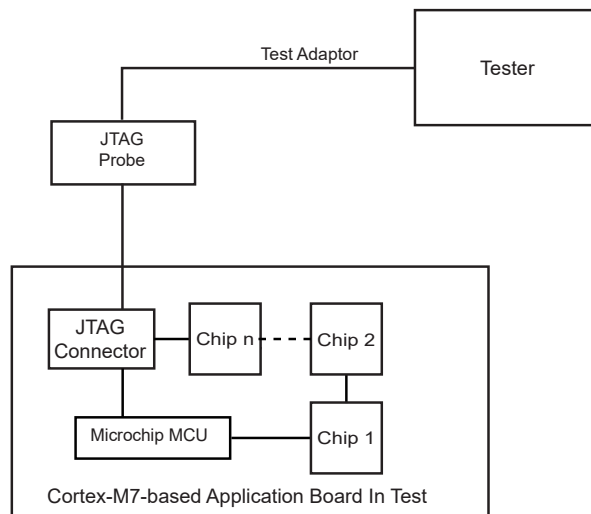 Test Adaptor
Tester
JTAG
Probe
JTAG
Connector
Chip n
Chip 2
Microchip MCU
Chip 1
Cortex-M7-based Application Board In Test